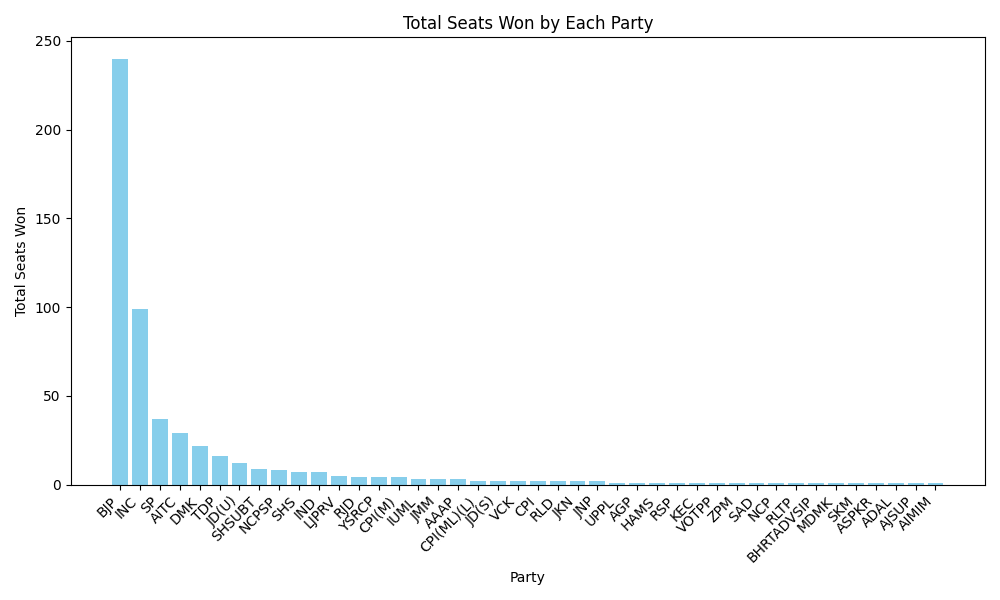 Total Seats Won by Each Party
Total Seats Won
250
200
150
100
50
0
BJP
INC
SP
AITC
DMK
TDP
JD(U)
SHSUBT
NCPSP
SHS
IND
LJPRV
RJD
YSRCP
CPI(M)
IUML
JMM
AAAP
CPI(ML)(L)
JD(S)
VCK
CPI
RLD
JKN
JNP
UPPL
AGP
HAMS
RSP
KEC
VOTPP
ZPM
SAD
NCP
RLTP
BHRTADVSIP
MDMK
SKM
ASPKR
ADAL
AJSUP
AIMIM
Party